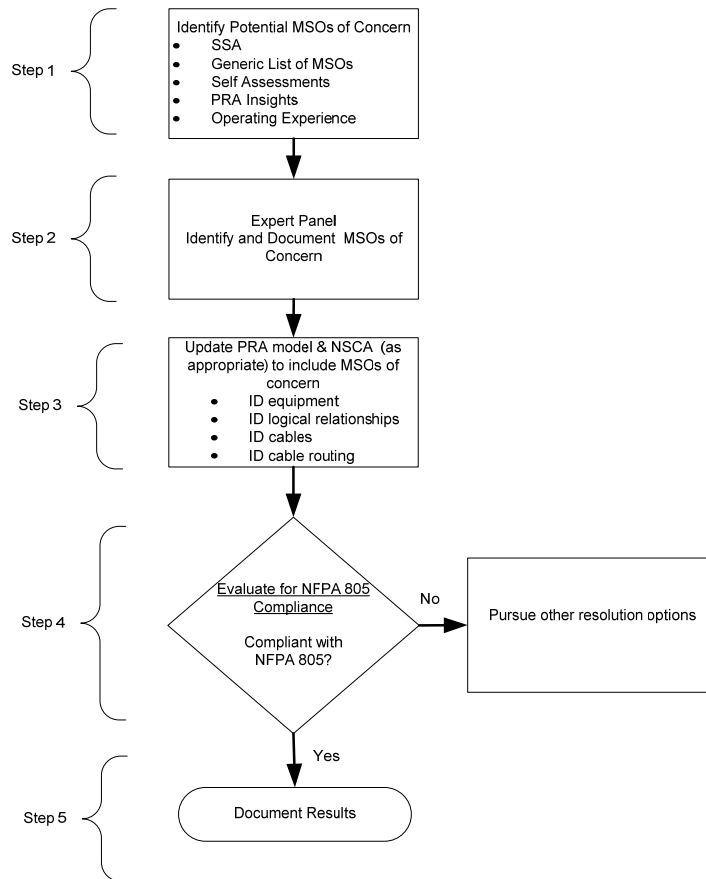 Step 1
Identify Potential MSOs of Concern
• SSA
• Generic List of MSOs
• Self Assessments
• PRA Insights
• Operating Experience
Step 2
Expert Panel
Identify and Document MSOs of
Concern
Step 3
Update PRA model & NSCA (as
appropriate) to include MSOs of
concern
• ID equipment
• ID logical relationships
• ID cables
• ID cable routing
Step 4
Evaluate for NFPA 805
Compliance
Compliant with
NFPA 805?
No
Pursue other resolution options
Yes
Step 5
Document Results